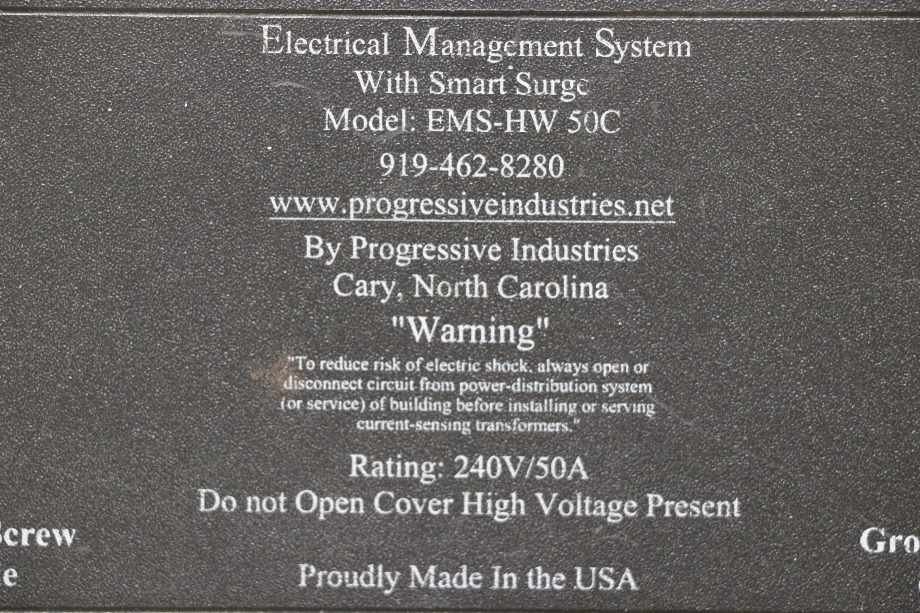 Electrical Management System
With Smart Surge
Model: EMS-HW 50C
919-462-8280
www.progressiveindustries.net
By Progressive Industries
Cary, North Carolina
"Warning"
"To reduce risk of electric shock, always open or
disconnect circuit from power-distribution system
(or service) of building before installing or serving
current-sensing transformers."
Rating: 240V/50A
Do not Open Cover High Voltage Present
Proudly Made In the USA